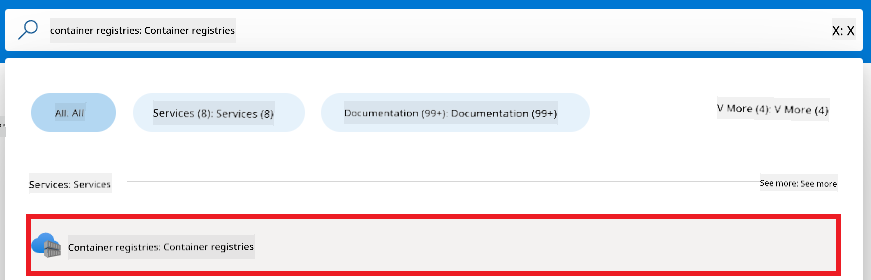 container registries: Container registries
X: X
All: All
Services (8): Services (8)
Documentation (99+): Documentation (99+)
V More (4): V More (4)
Services: Services
See more: See more
Container registries: Container registries